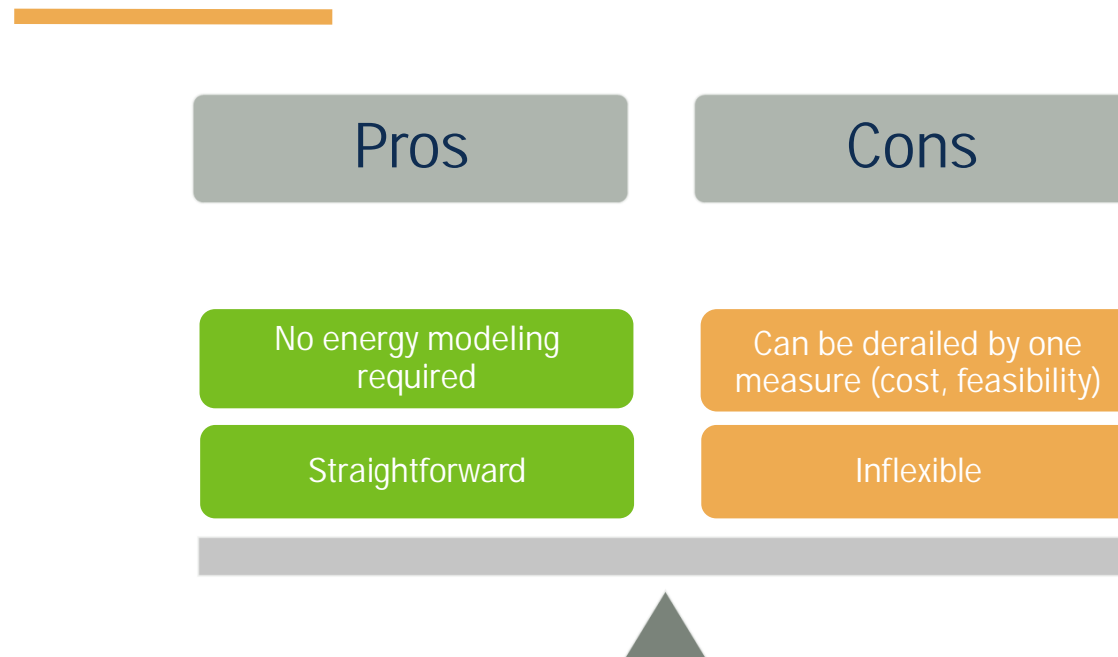 Pros
Cons
No energy modeling
required
Can be derailed by one
measure (cost, feasibility)
Straightforward
Inflexible